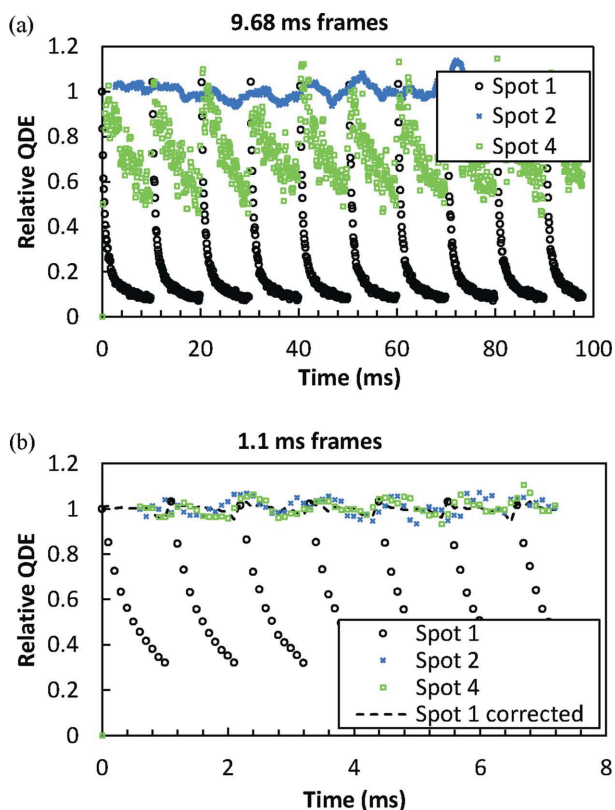 (a)
9.68 ms frames
Relative QDE
1.2
1
0.8
0.6
0.4
0.2
0
Spot 1
Spot 2
Spot 4
0
20
40
60
80
100
Time (ms)
(b)
1.1 ms frames
Relative QDE
1.2
1
0.8
0.6
0.4
0.2
0
Spot 1
Spot 2
Spot 4
Spot 1 corrected
0
2
4
6
8
Time (ms)